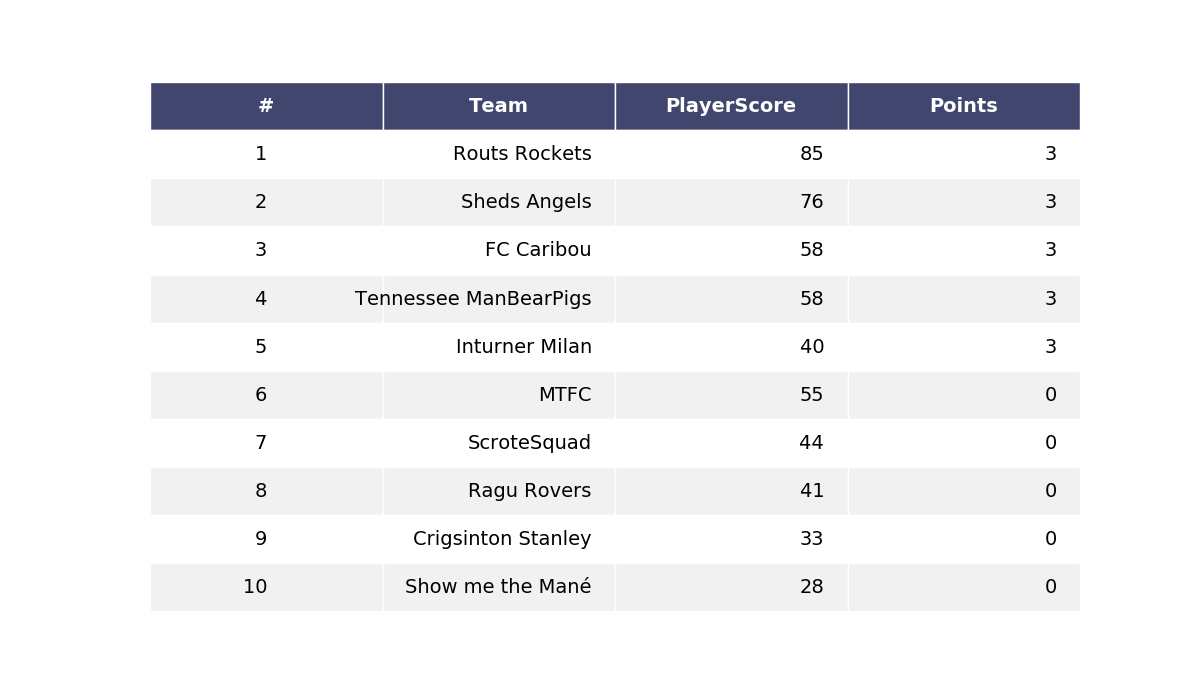 # Team PlayerScore Points
1 Routs Rockets 85 3
2 Sheds Angels 76 3
3 FC Caribou 58 3
4 Tennessee ManBearPigs 58 3
5 Inturner Milan 40 3
6 MTFC 55 0
7 ScroteSquad 44 0
8 Ragu Rovers 41 0
9 Crigsinton Stanley 33 0
10 Show me the Mané 28 0